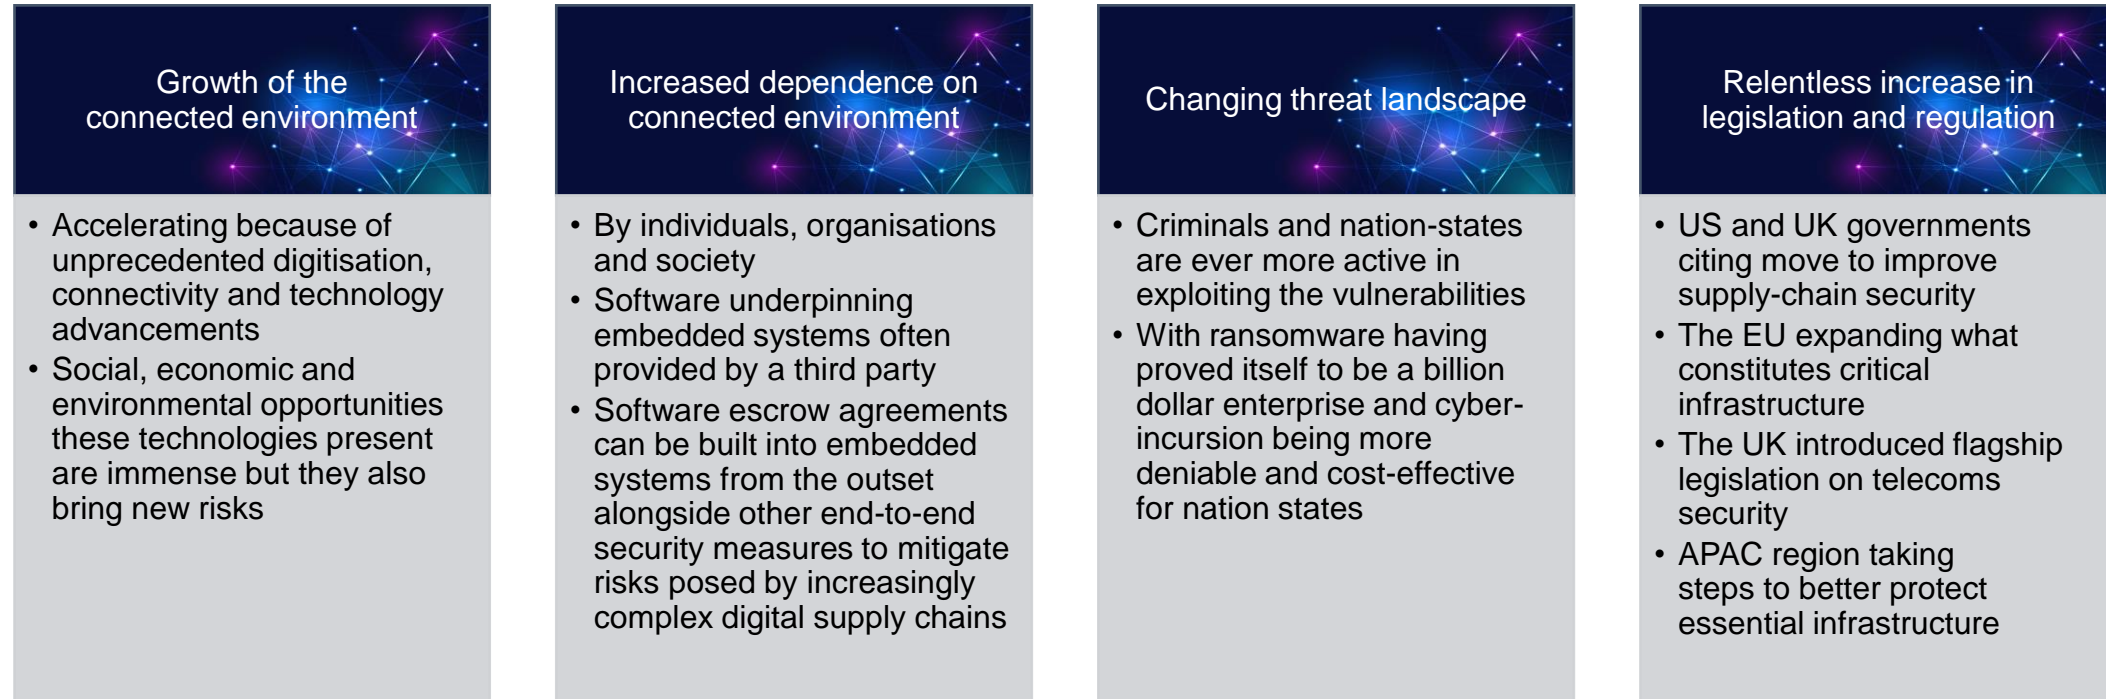 Growth of the
connected environment
• Accelerating because of
unprecedented digitisation,
connectivity and technology
advancements
• Social, economic and
environmental opportunities
these technologies present
are immense but they also
bring new risks
Increased dependence on
connected environment
• By individuals, organisations
and society
• Software underpinning
embedded systems often
provided by a third party
• Software escrow agreements
can be built into embedded
systems from the outset
alongside other end-to-end
security measures to mitigate
risks posed by increasingly
complex digital supply chains
Changing threat landscape
• Criminals and nation-states
are ever more active in
exploiting the vulnerabilities
• With ransomware having
proved itself to be a billion
dollar enterprise and cyber-
incursion being more
deniable and cost-effective
for nation states
Relentless increase in
legislation and regulation
• US and UK governments
citing move to improve
supply-chain security
• The EU expanding what
constitutes critical
infrastructure
• The UK introduced flagship
legislation on telecoms
security
• APAC region taking
steps to better protect
essential infrastructure